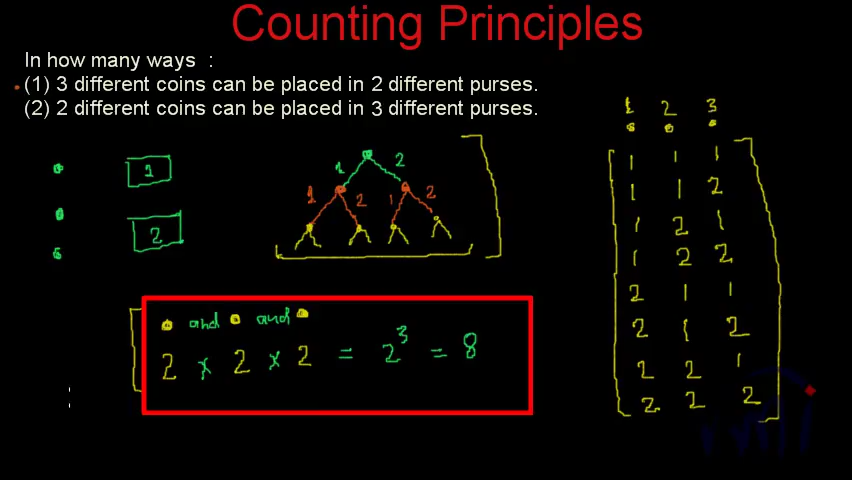 Counting Principles
In how many ways :
(1) 3 different coins can be placed in 2 different purses.
(2) 2 different coins can be placed in 3 different purses.
1
2
1 2
1 2 1 2
and and
2 × 2 × 2 = 2³ = 8
1 2 3
1 1 1
1 1 2
1 2 1
1 2 2
2 1 1
2 1 2
2 2 1
2 2 2